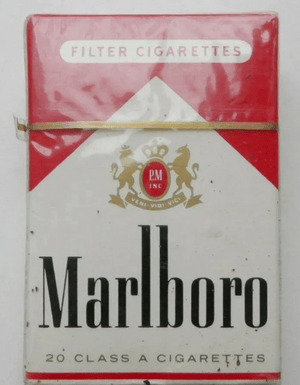 FILTER CIGARETTES
PM
INC
VENI·VIDI·VICI
Marlboro
20 CLASS A CIGARETTES